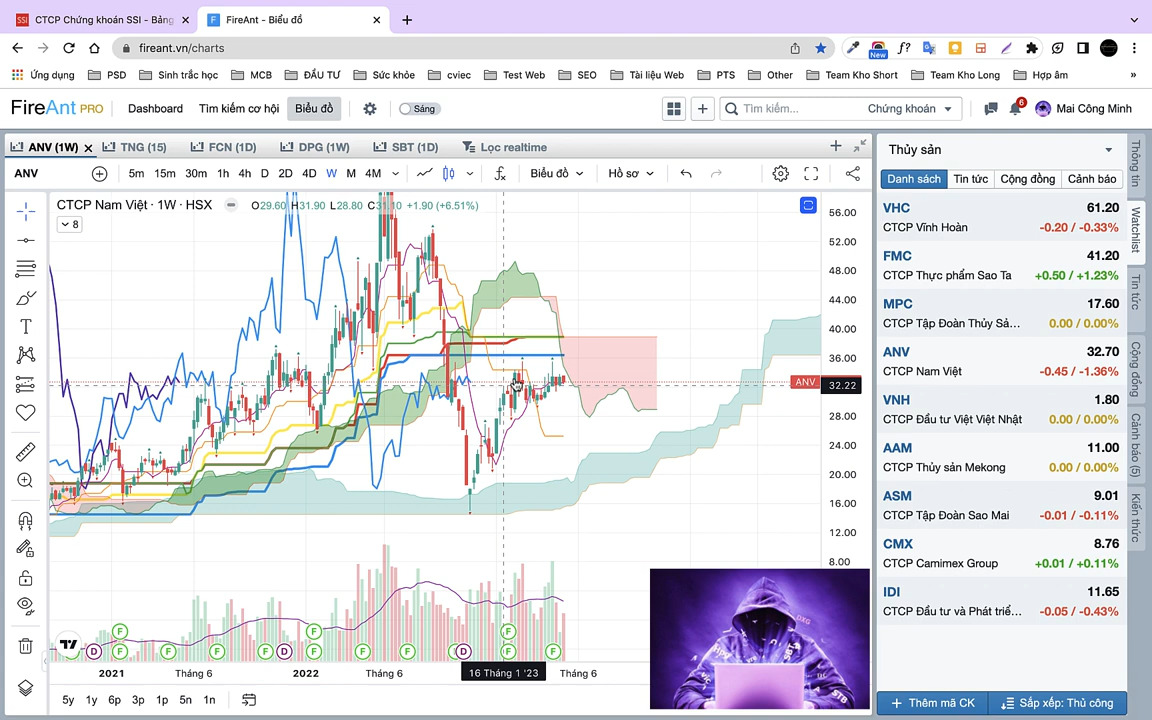 CTCP Chứng khoán SSI - Bảng
FireAnt - Biểu đồ
fireant.vn/charts
New
Ứng dụng
PSD
Sinh trắc học
MCB
ĐẦU TƯ
Sức khỏe
cviec
Test Web
SEO
Tài liệu Web
PTS
Other
Team Kho Short
Team Kho Long
Hợp âm
»
FireAnt PRO
Dashboard
Tìm kiếm cơ hội
Biểu đồ
Sáng
Tìm kiếm...
Chứng khoán
6
Mai Công Minh
ANV (1W)
TNG (15)
FCN (1D)
DPG (1W)
SBT (1D)
Lọc realtime
ANV
5m 15m 30m 1h 4h D 2D 4D W M 4M
Biểu đồ
Hồ sơ
CTCP Nam Việt · 1W · HSX
O29.60 H31.90 L28.80 C31.10 +1.90 (+6.51%)
8
56.00
52.00
48.00
44.00
40.00
36.00
ANV 32.22
28.00
24.00
20.00
16.00
12.00
8.00
2021
Tháng 6
2022
Tháng 6
16 Tháng 1 '23
Tháng 6
5y 1y 6p 3p 1p 5n 1n
Thủy sản
Danh sách
Tin tức
Cộng đồng
Cảnh báo
VHC 61.20
CTCP Vĩnh Hoàn -0.20 / -0.33%
FMC 41.20
CTCP Thực phẩm Sao Ta +0.50 / +1.23%
MPC 17.60
CTCP Tập Đoàn Thủy Sả... 0.00 / 0.00%
ANV 32.70
CTCP Nam Việt -0.45 / -1.36%
VNH 1.80
CTCP Đầu tư Việt Việt Nhật 0.00 / 0.00%
AAM 11.00
CTCP Thủy sản Mekong 0.00 / 0.00%
ASM 9.01
CTCP Tập Đoàn Sao Mai -0.01 / -0.11%
CMX 8.76
CTCP Camimex Group +0.01 / +0.11%
IDI 11.65
CTCP Đầu tư và Phát triể... -0.05 / -0.43%
Thêm mã CK
Sắp xếp: Thủ công
Thông tin
Watchlist
Tin tức
Cộng đồng
Cảnh báo (5)
Kiến thức